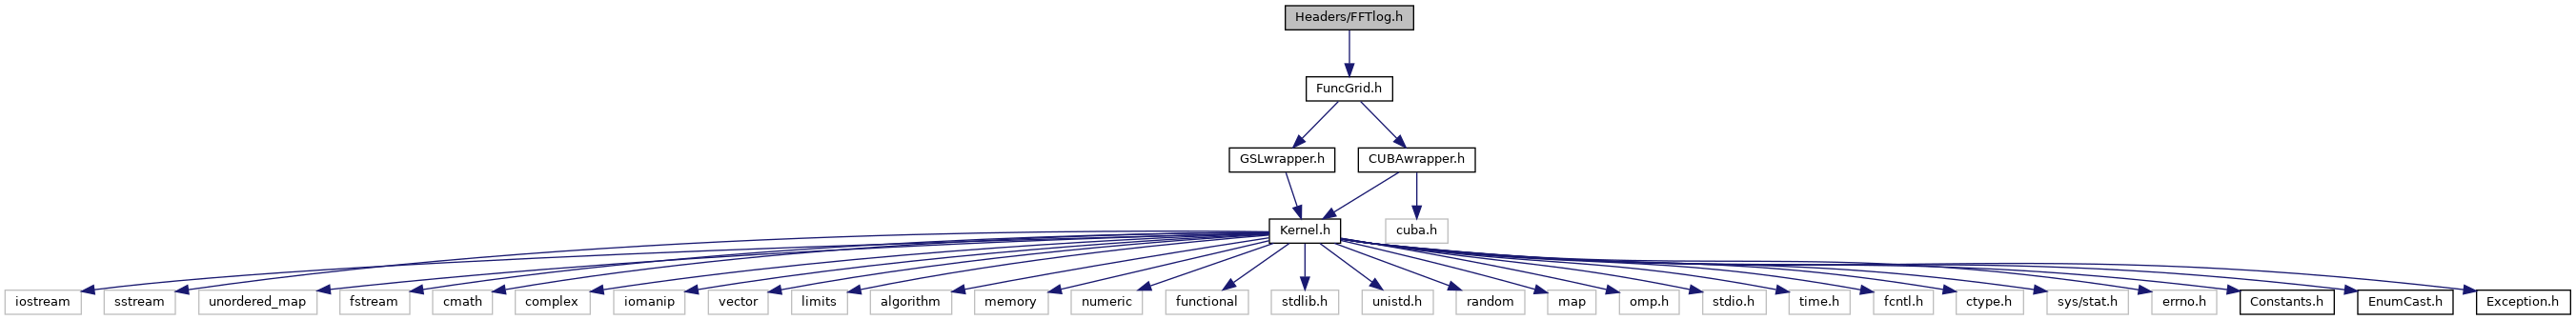 Headers/FFTlog.h
FuncGrid.h
GSLwrapper.h
CUBAwrapper.h
Kernel.h
cuba.h
iostream
sstream
unordered_map
fstream
cmath
complex
iomanip
vector
limits
algorithm
memory
numeric
functional
stdlib.h
unistd.h
random
map
omp.h
stdio.h
time.h
fcntl.h
ctype.h
sys/stat.h
errno.h
Constants.h
EnumCast.h
Exception.h